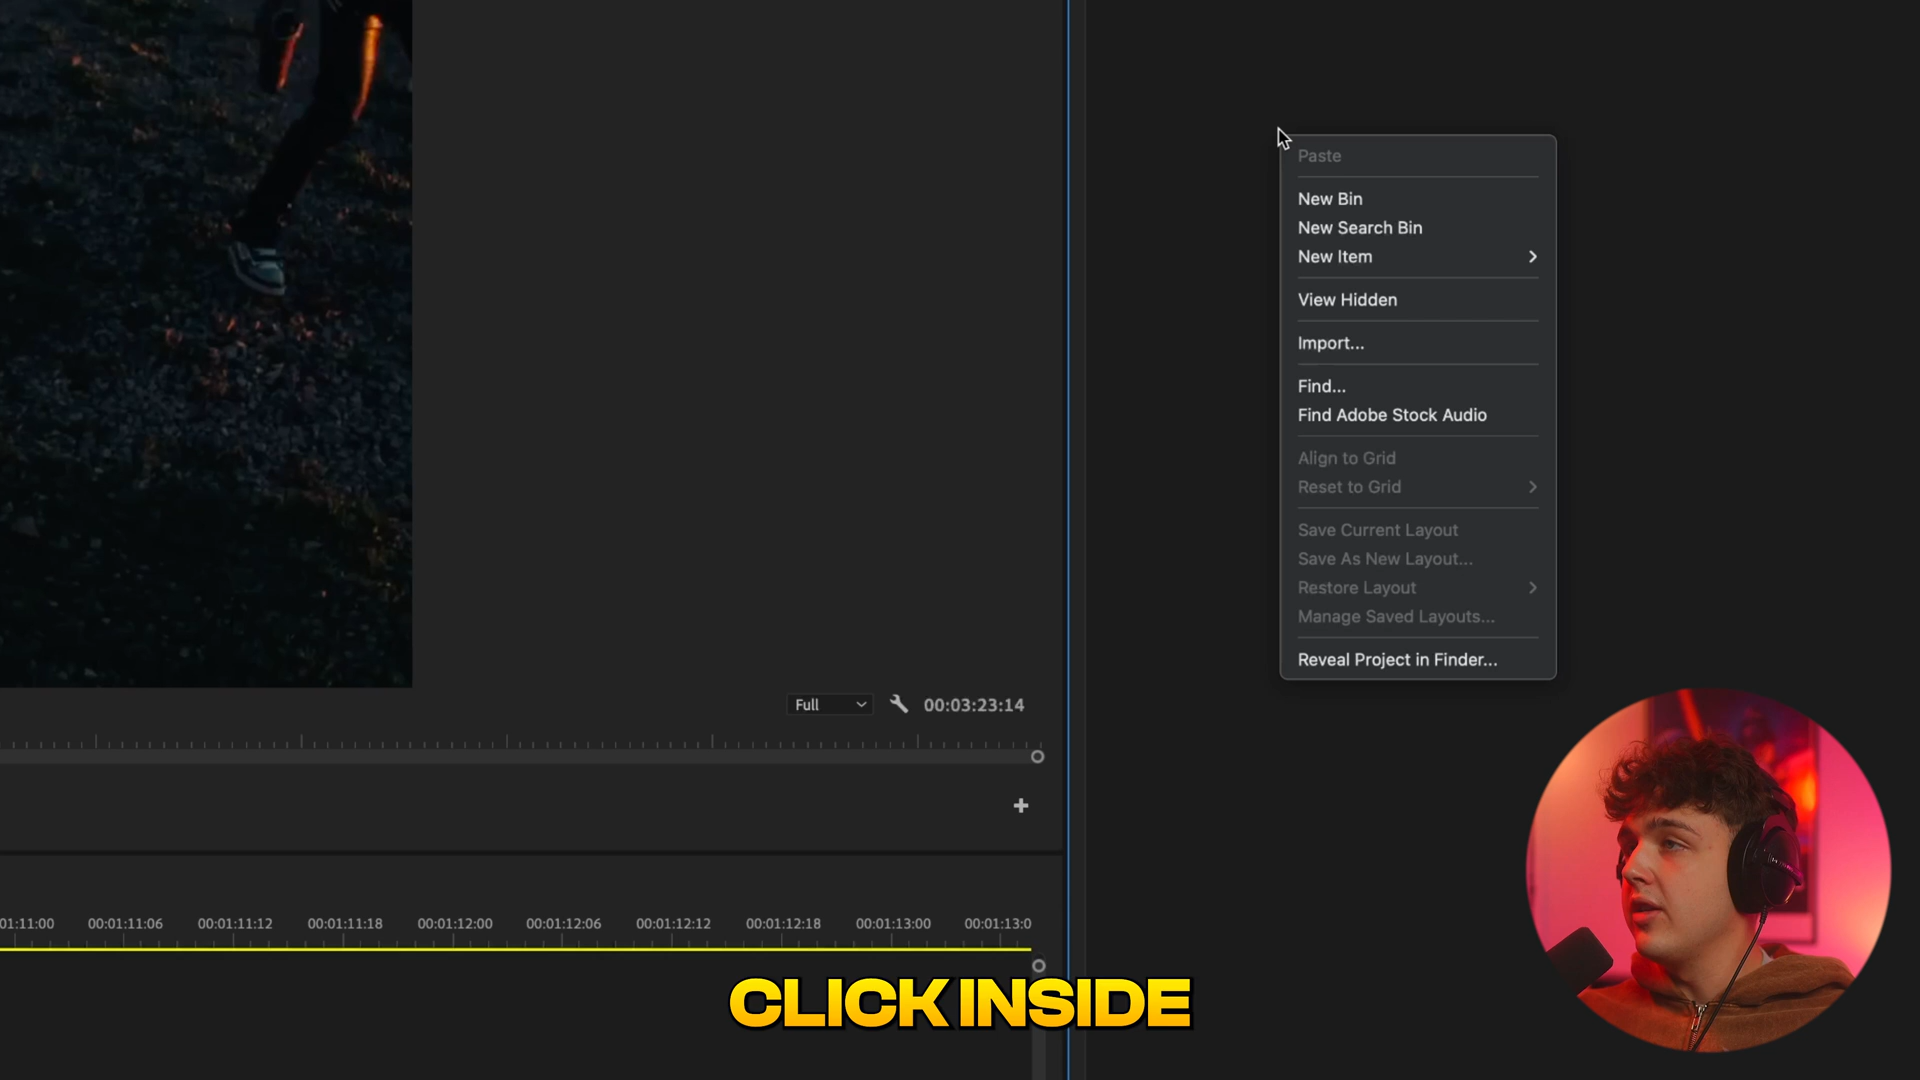 Paste
New Bin
New Search Bin
New Item
View Hidden
Import...
Find...
Find Adobe Stock Audio
Align to Grid
Reset to Grid
Save Current Layout
Save As New Layout...
Restore Layout
Manage Saved Layouts...
Reveal Project in Finder...
Full
00:03:23:14
01:11:00
00:01:11:06
00:01:11:12
00:01:11:18
00:01:12:00
00:01:12:06
00:01:12:12
00:01:12:18
00:01:13:00
00:01:13:0
CLICK INSIDE